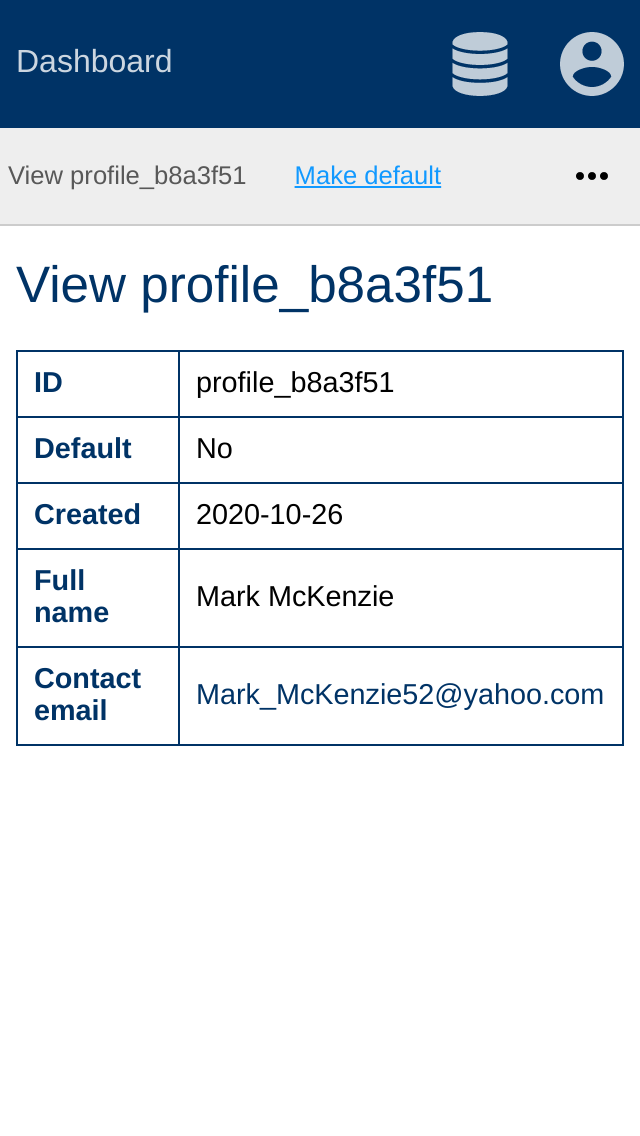 Dashboard
View profile_b8a3f51 Make default
View profile_b8a3f51
ID profile_b8a3f51
Default No
Created 2020-10-26
Full
name
Mark McKenzie
Contact
email
Mark_McKenzie52@yahoo.com